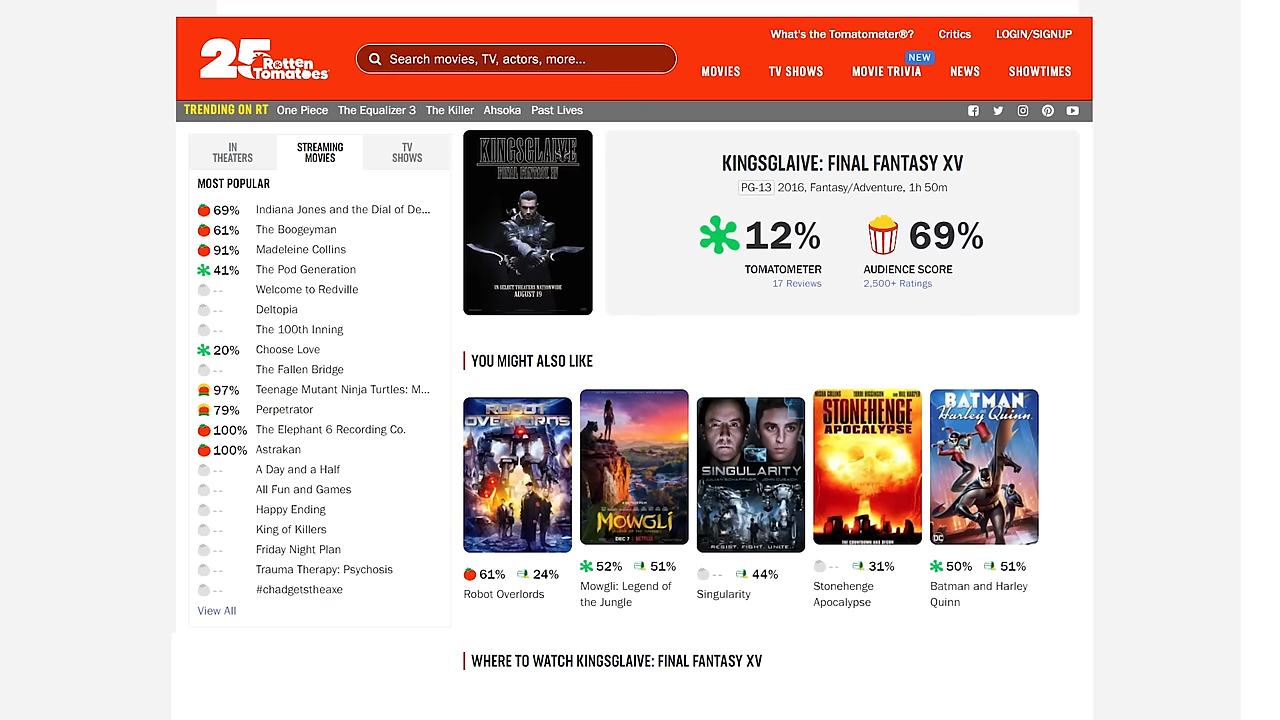 What's the Tomatometer®?
Critics
LOGIN/SIGNUP
25
Rotten
Tomatoes
Search movies, TV, actors, more...
NEW
MOVIES
TV SHOWS
MOVIE TRIVIA
NEWS
SHOWTIMES
TRENDING ON RT
One Piece
The Equalizer 3
The Killer
Ahsoka
Past Lives
IN
THEATERS
STREAMING
MOVIES
TV
SHOWS
MOST POPULAR
69% Indiana Jones and the Dial of De...
61% The Boogeyman
91% Madeleine Collins
41% The Pod Generation
-- Welcome to Redville
-- Deltopia
-- The 100th Inning
20% Choose Love
-- The Fallen Bridge
97% Teenage Mutant Ninja Turtles: M...
79% Perpetrator
100% The Elephant 6 Recording Co.
100% Astrakan
-- A Day and a Half
-- All Fun and Games
-- Happy Ending
-- King of Killers
-- Friday Night Plan
-- Trauma Therapy: Psychosis
-- #chadgetstheaxe
View All
KINGSGLAIVE
FINAL FANTASY XV
IN SELECT THEATERS NATIONWIDE
AUGUST 19
KINGSGLAIVE: FINAL FANTASY XV
PG-13 2016, Fantasy/Adventure, 1h 50m
12%
TOMATOMETER
17 Reviews
69%
AUDIENCE SCORE
2,500+ Ratings
YOU MIGHT ALSO LIKE
ROBOT
OVERLORDS
61% 24%
Robot Overlords
MOWGLI
DEC 7 NETFLIX
52% 51%
Mowgli: Legend of
the Jungle
SINGULARITY
JULIAN SCHAFFNER JOHN CUSACK
RESIST. FIGHT. UNITE.
-- 44%
Singularity
STONEHENGE
APOCALYPSE
THE COUNTDOWN HAS BEGUN
-- 31%
Stonehenge
Apocalypse
BATMAN
Harley Quinn
DC
50% 51%
Batman and Harley
Quinn
WHERE TO WATCH KINGSGLAIVE: FINAL FANTASY XV